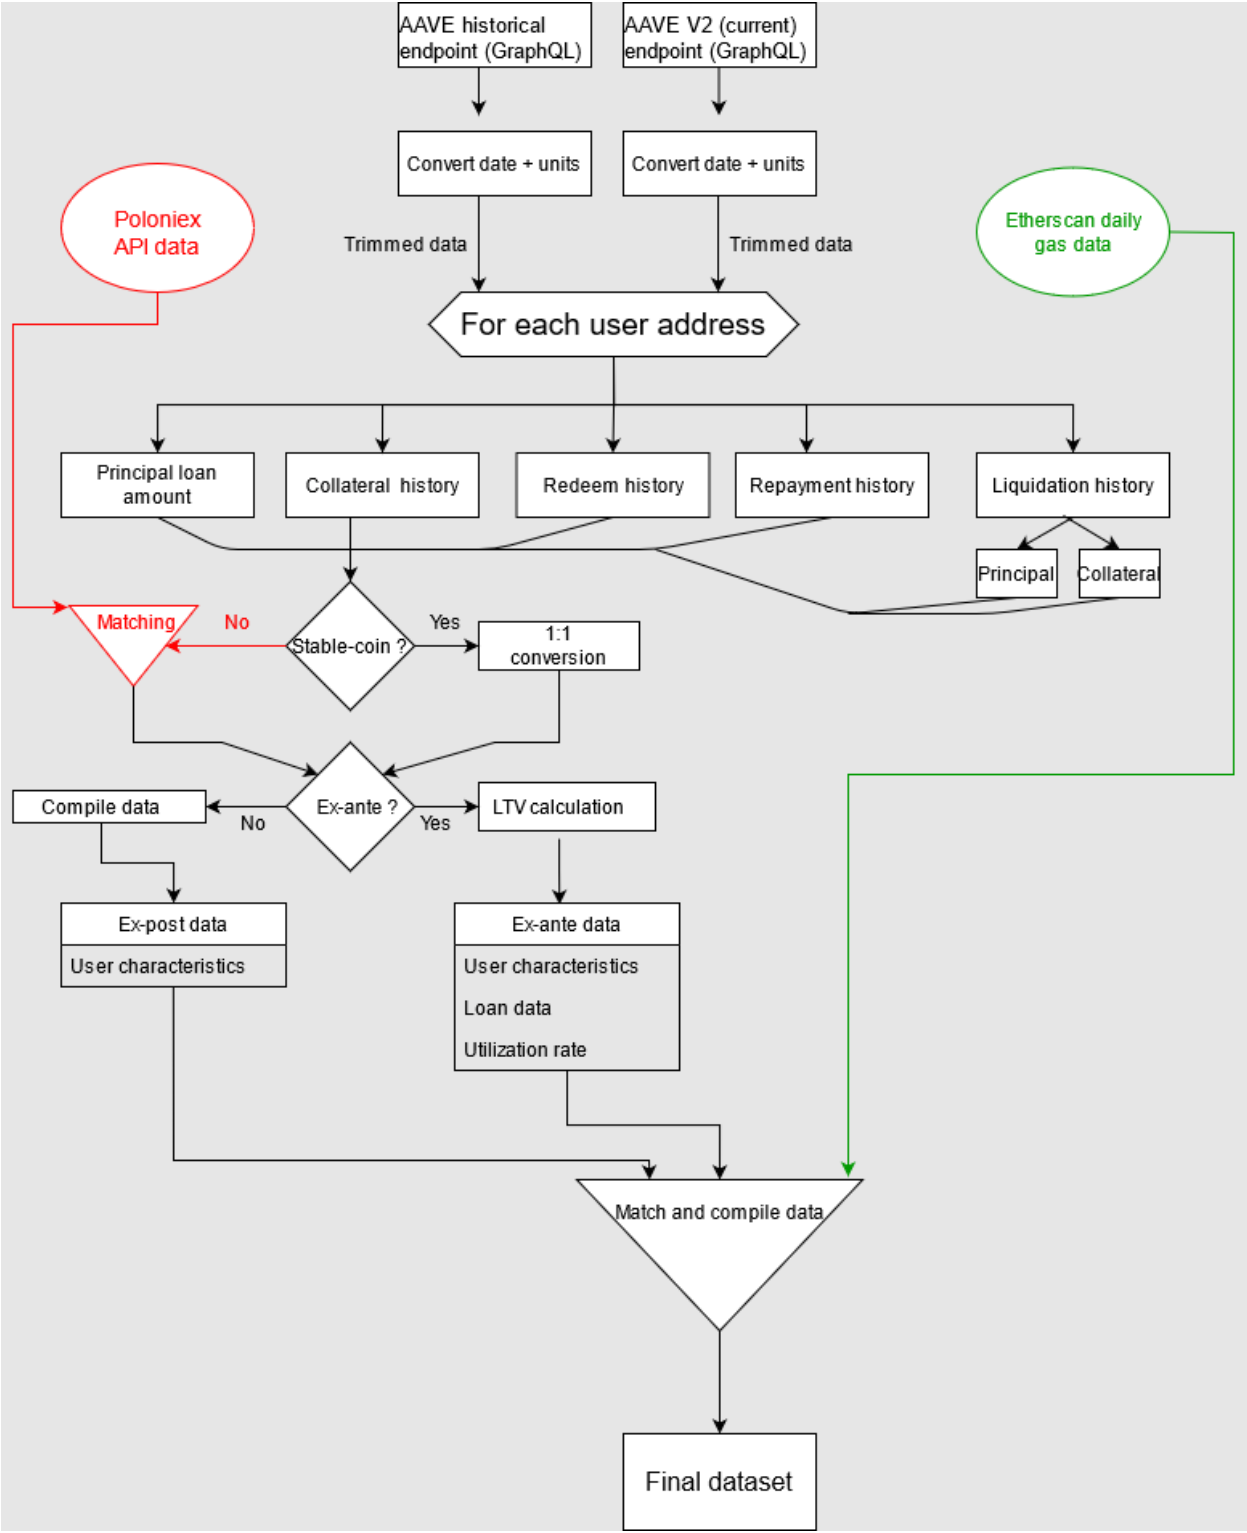 AAVE historical
endpoint (GraphQL)
AAVE V2 (current)
endpoint (GraphQL)
Convert date + units
Convert date + units
Poloniex
API data
Etherscan daily
gas data
Trimmed data
Trimmed data
For each user address
Principal loan
amount
Collateral history
Redeem history
Repayment history
Liquidation history
Principal
Collateral
Matching
No
Stable-coin ?
Yes
1:1
conversion
Compile data
No
Ex-ante ?
Yes
LTV calculation
Ex-post data
User characteristics
Ex-ante data
User characteristics
Loan data
Utilization rate
Match and compile data
Final dataset